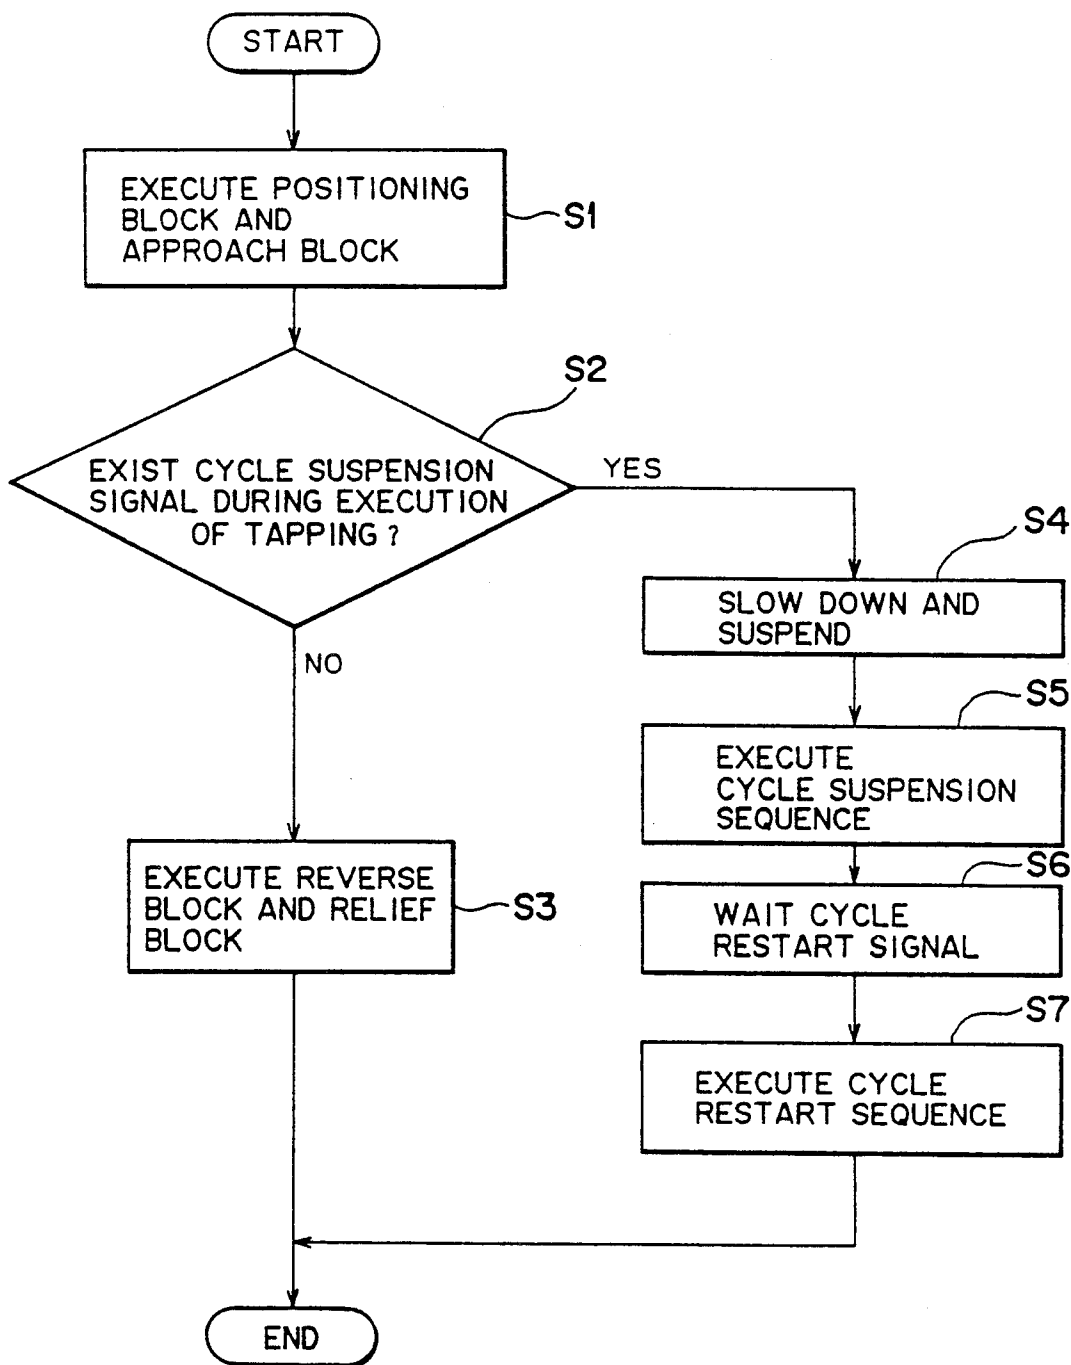 START
EXECUTE POSITIONING
BLOCK AND
APPROACH BLOCK
S1
S2
EXIST CYCLE SUSPENSION
SIGNAL DURING EXECUTION
OF TAPPING ?
YES
NO
S4
SLOW DOWN AND
SUSPEND
S5
EXECUTE
CYCLE SUSPENSION
SEQUENCE
S6
WAIT CYCLE
RESTART SIGNAL
S7
EXECUTE CYCLE
RESTART SEQUENCE
EXECUTE REVERSE
BLOCK AND RELIEF
BLOCK
S3
END